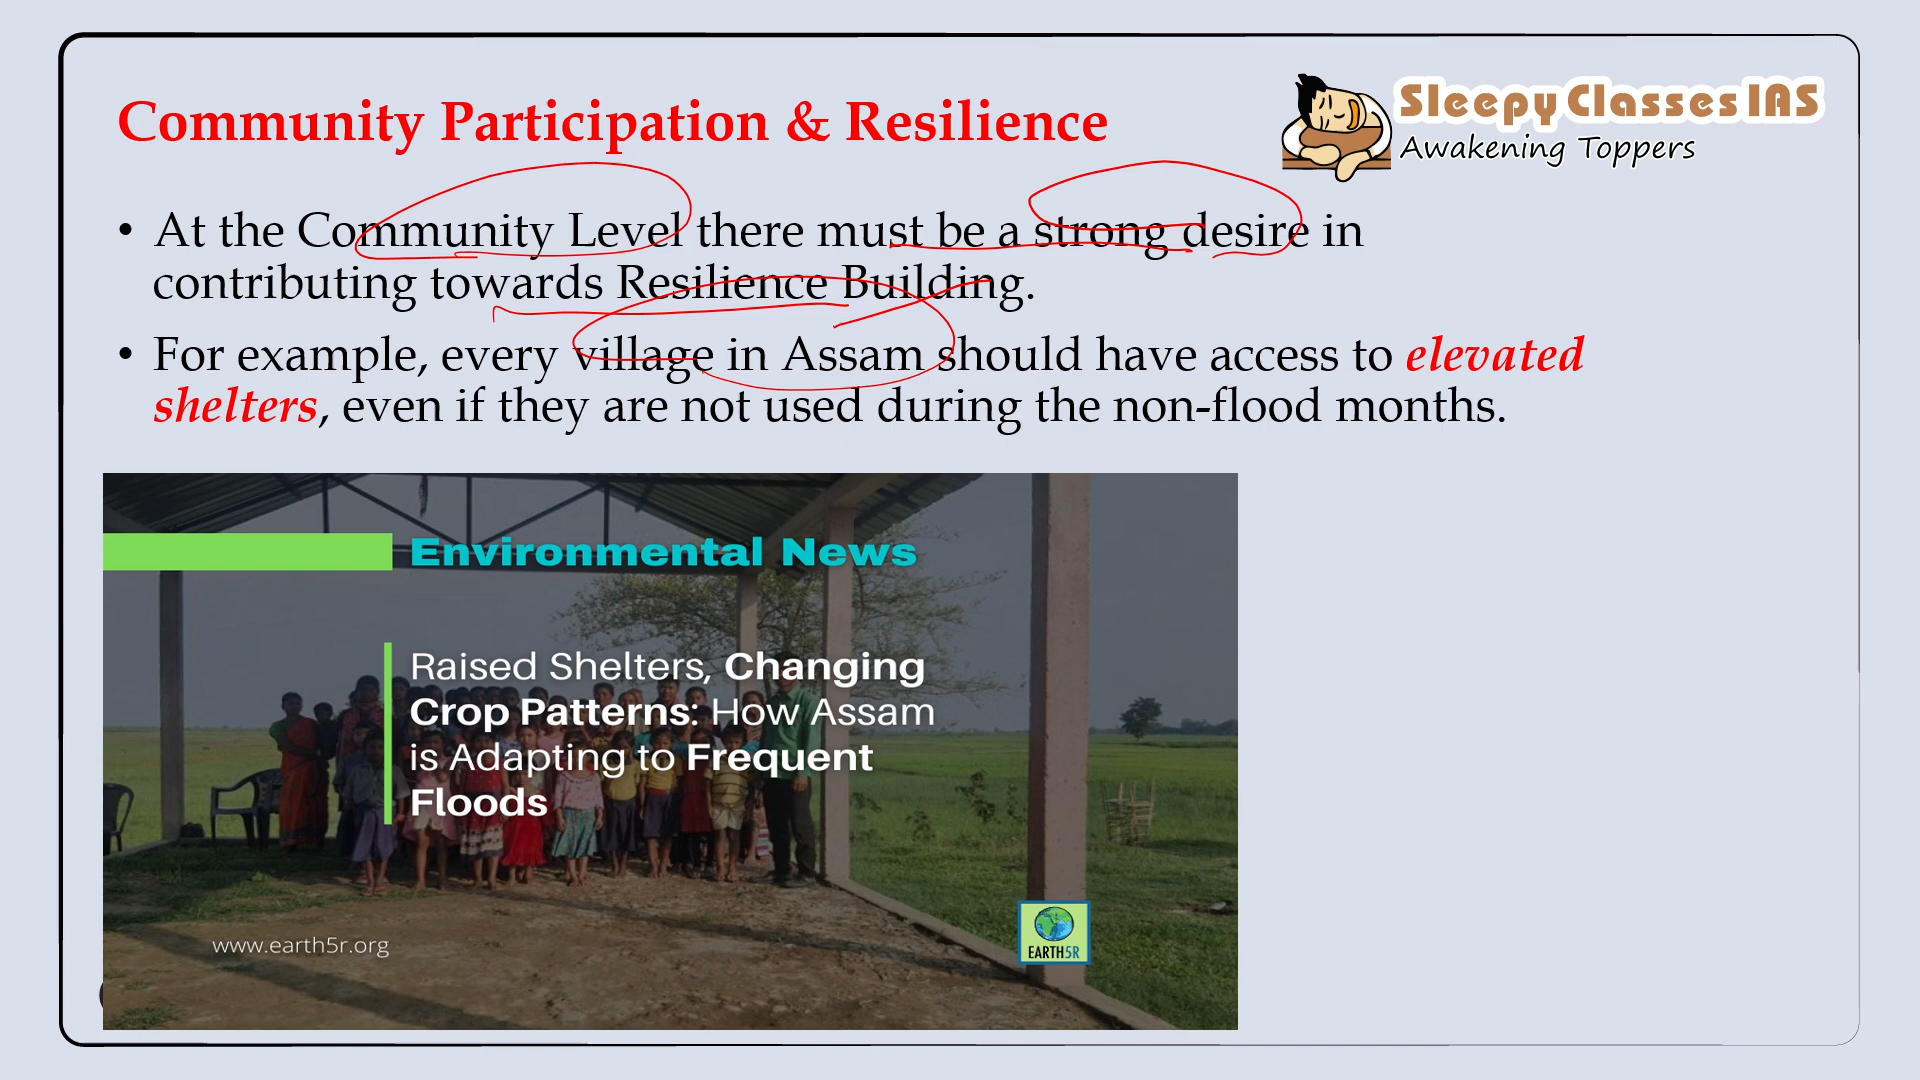 Community Participation & Resilience
Sleepy Classes IAS
Awakening Toppers
• At the Community Level there must be a strong desire in
contributing towards Resilience Building.
• For example, every village in Assam should have access to elevated
shelters, even if they are not used during the non-flood months.
Environmental News
Raised Shelters, Changing
Crop Patterns: How Assam
is Adapting to Frequent
Floods
www.earth5r.org
EARTH5R